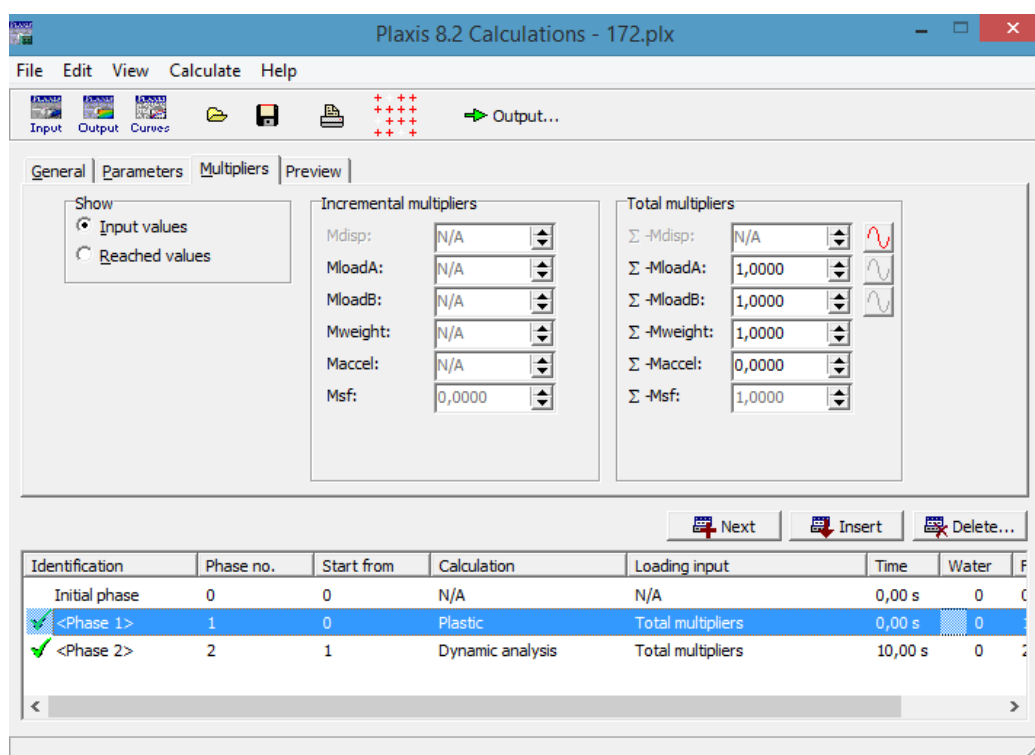 Plaxis 8.2 Calculations - 172.plx
File Edit View Calculate Help
Input Output Curves Output...
General Parameters Multipliers Preview
Show Incremental multipliers Total multipliers
Input values Mdisp: N/A Σ -Mdisp: N/A
Reached values MloadA: N/A Σ -MloadA: 1,0000
MloadB: N/A Σ -MloadB: 1,0000
Mweight: N/A Σ -Mweight: 1,0000
Maccel: N/A Σ -Maccel: 0,0000
Msf: 0,0000 Σ -Msf: 1,0000
Next Insert Delete...
Identification Phase no. Start from Calculation Loading input Time Water F
Initial phase 0 0 N/A N/A 0,00 s 0
<Phase 1> 1 0 Plastic Total multipliers 0,00 s 0
<Phase 2> 2 1 Dynamic analysis Total multipliers 10,00 s 0